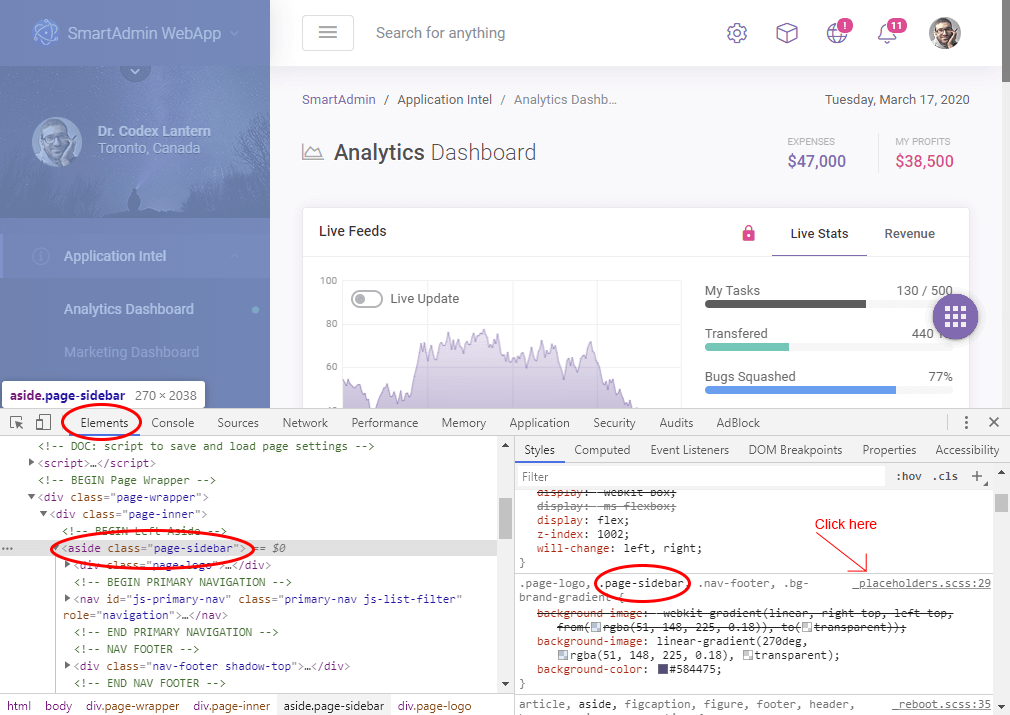 SmartAdmin WebApp
Search for anything
!
11
Dr. Codex Lantern
Toronto, Canada
SmartAdmin / Application Intel / Analytics Dashb...
Tuesday, March 17, 2020
Analytics Dashboard
EXPENSES
$47,000
MY PROFITS
$38,500
Application Intel
Analytics Dashboard
Marketing Dashboard
Live Feeds
Live Stats
Revenue
100
80
60
Live Update
My Tasks
130 / 500
Transfered
440
Bugs Squashed
77%
aside.page-sidebar 270 × 2038
Elements Console Sources Network Performance Memory Application Security Audits AdBlock
<!-- DOC: script to save and load page settings -->
<script>…</script>
<!-- BEGIN Page Wrapper -->
<div class="page-wrapper">
<div class="page-inner">
<!-- BEGIN Left Aside -->
<aside class="page-sidebar"> == $0
<div class="page-logo">…</div>
<!-- BEGIN PRIMARY NAVIGATION -->
<nav id="js-primary-nav" class="primary-nav js-list-filter"
role="navigation">…</nav>
<!-- END PRIMARY NAVIGATION -->
<!-- NAV FOOTER -->
<div class="nav-footer shadow-top">…</div>
<!-- END NAV FOOTER -->
html body div.page-wrapper div.page-inner aside.page-sidebar div.page-logo
Styles Computed Event Listeners DOM Breakpoints Properties Accessibility
Filter
:hov .cls +
display: -webkit-box;
display: -ms-flexbox;
display: flex;
z-index: 1002;
will-change: left, right;
}
Click here
.page-logo, .page-sidebar, .nav-footer, .bg-
brand-gradient {
_placeholders.scss:29
background-image: -webkit-gradient(linear, right top, left top,
from(rgba(51, 148, 225, 0.18)), to(transparent));
background-image: linear-gradient(270deg,
rgba(51, 148, 225, 0.18), transparent);
background-color: #584475;
}
article, aside, figcaption, figure, footer, header,
_reboot.scss:35